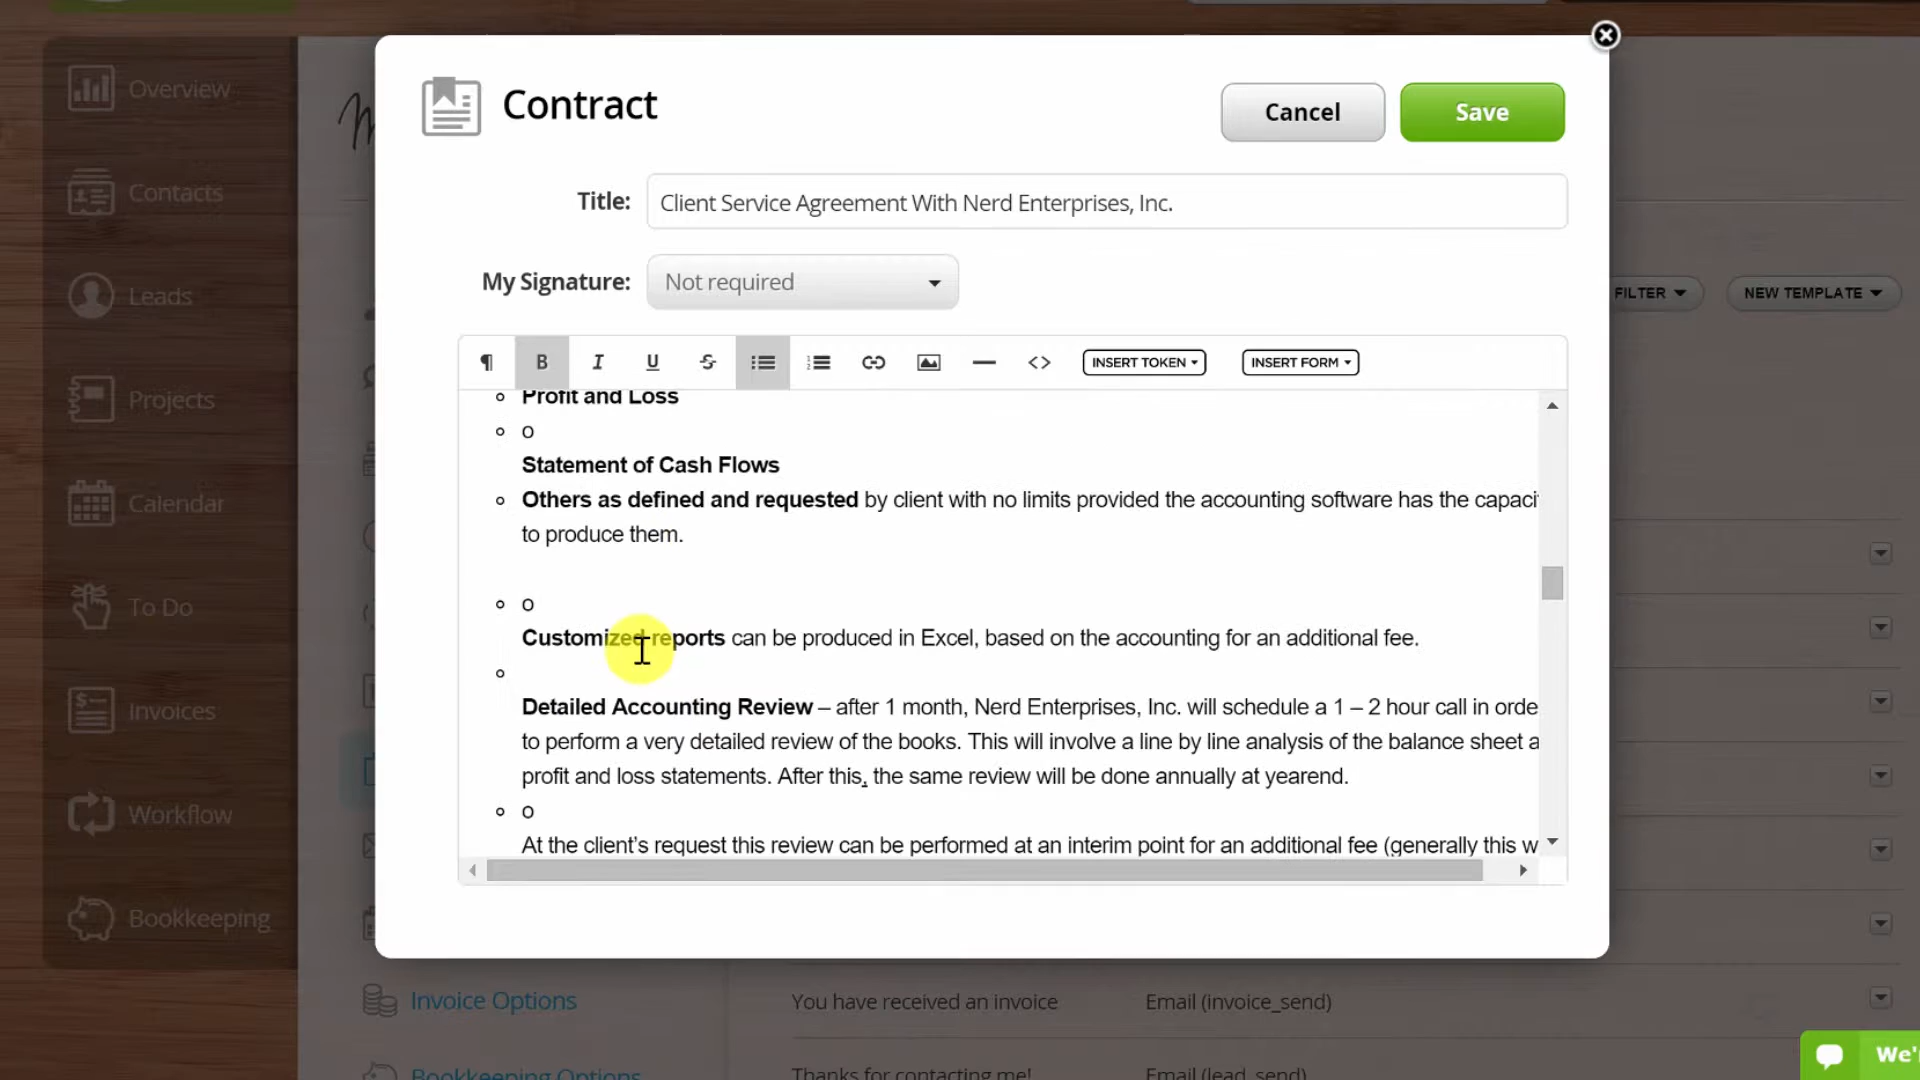 Contract
Cancel
Save
Title:
Client Service Agreement With Nerd Enterprises, Inc.
My Signature:
Not required
¶ B I U S
INSERT TOKEN
INSERT FORM
Profit and Loss
o
Statement of Cash Flows
Others as defined and requested by client with no limits provided the accounting software has the capaci
to produce them.
o
Customized reports can be produced in Excel, based on the accounting for an additional fee.
Detailed Accounting Review – after 1 month, Nerd Enterprises, Inc. will schedule a 1 – 2 hour call in orde
to perform a very detailed review of the books. This will involve a line by line analysis of the balance sheet a
profit and loss statements. After this, the same review will be done annually at yearend.
o
At the client’s request this review can be performed at an interim point for an additional fee (generally this w
Overview
Contacts
Leads
Projects
Calendar
To Do
Invoices
Workflow
Bookkeeping
FILTER
NEW TEMPLATE
Invoice Options
You have received an invoice
Email (invoice_send)
Bookkeeping Options
Thanks for contacting me!
Email (lead_send)
We'r